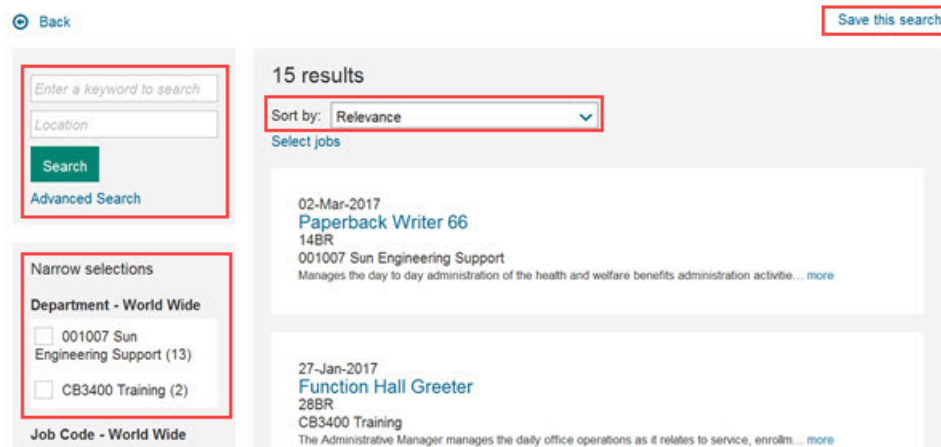 Back
Save this search
Enter a keyword to search
Location
Search
Advanced Search
Narrow selections
Department - World Wide
001007 Sun
Engineering Support (13)
CB3400 Training (2)
Job Code - World Wide
15 results
Sort by: Relevance
Select jobs
02-Mar-2017
Paperback Writer 66
14BR
001007 Sun Engineering Support
Manages the day to day administration of the health and welfare benefits administration activitie... more
27-Jan-2017
Function Hall Greeter
28BR
CB3400 Training
The Administrative Manager manages the daily office operations as it relates to service, enrollm... more